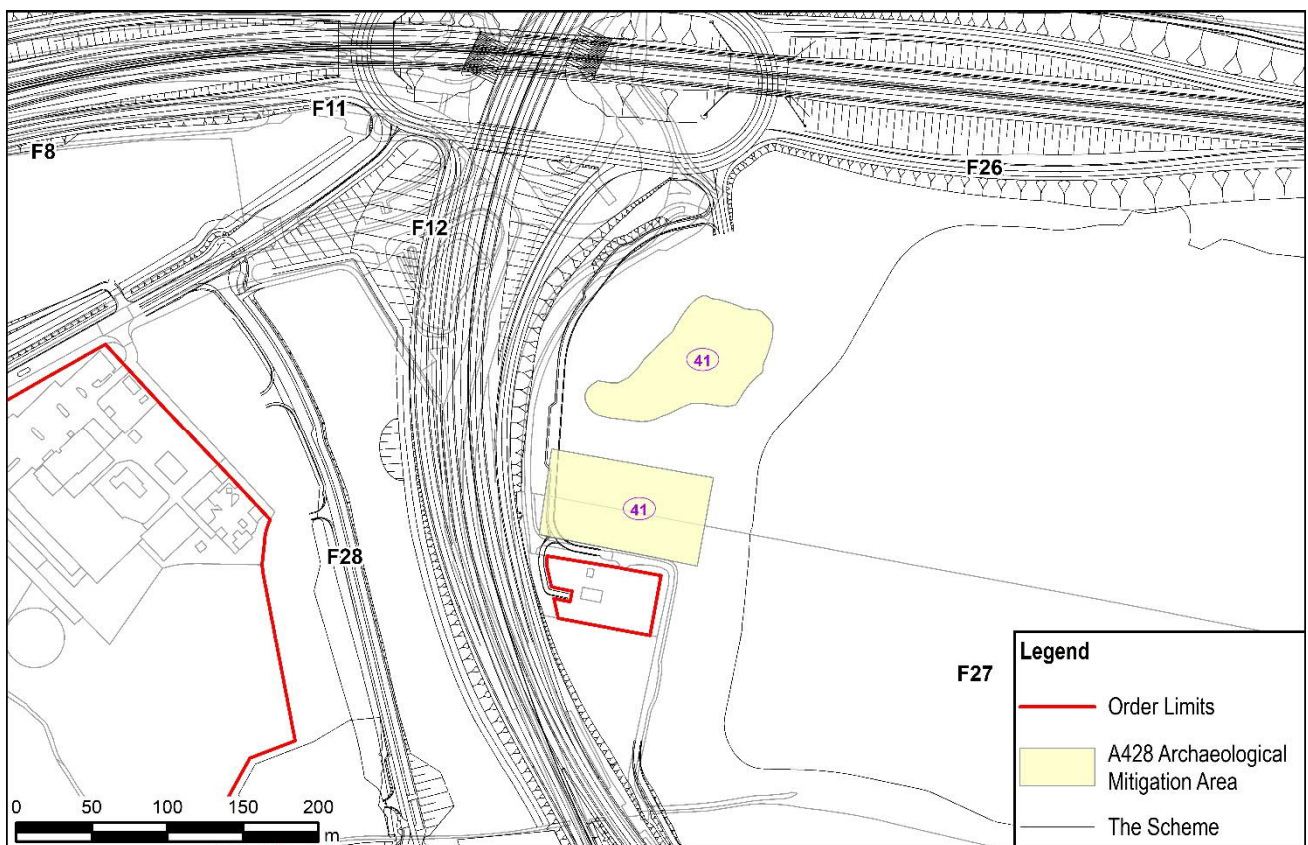 F11
F8
F26
F12
41
41
F28
F27
Legend
Order Limits
A428 Archaeological
Mitigation Area
The Scheme
0 50 100 150 200
m